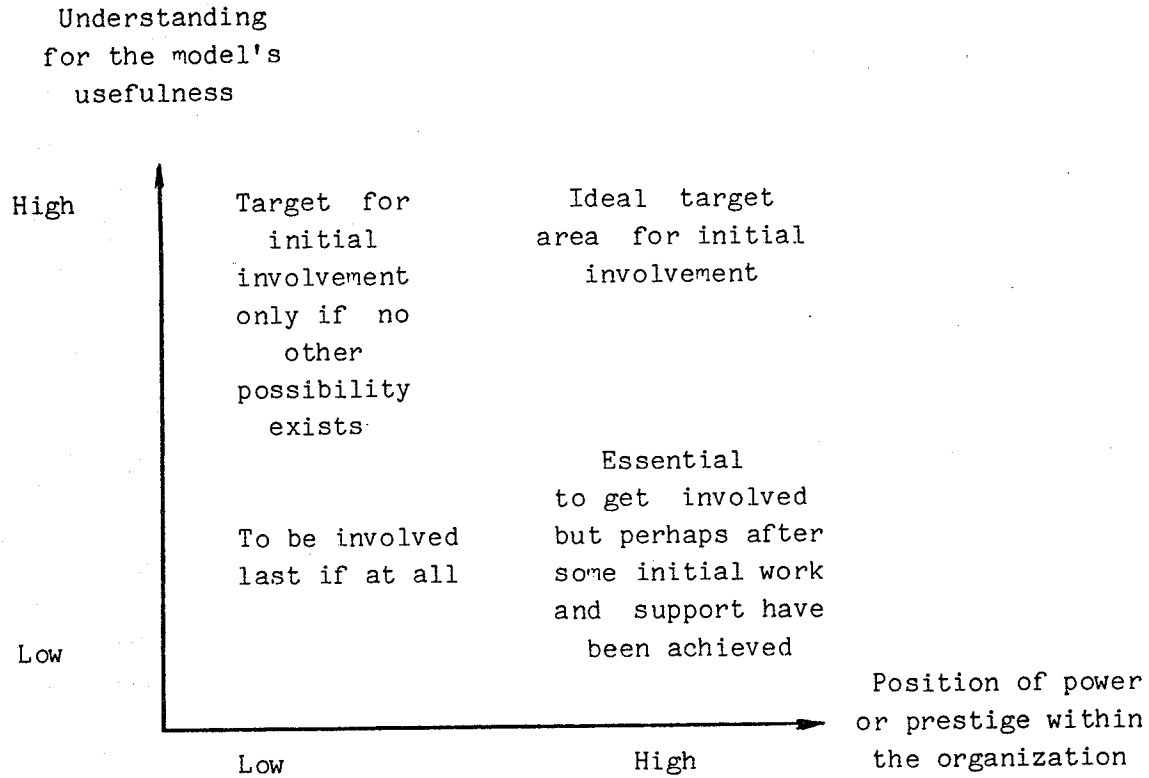 Understanding
for the model's
usefulness
High
Target for
initial
involvement
only if no
other
possibility
exists
Ideal target
area for initial
involvement
To be involved
last if at all
Essential
to get involved
but perhaps after
some initial work
and support have
been achieved
Low
Position of power
or prestige within
the organization
Low
High